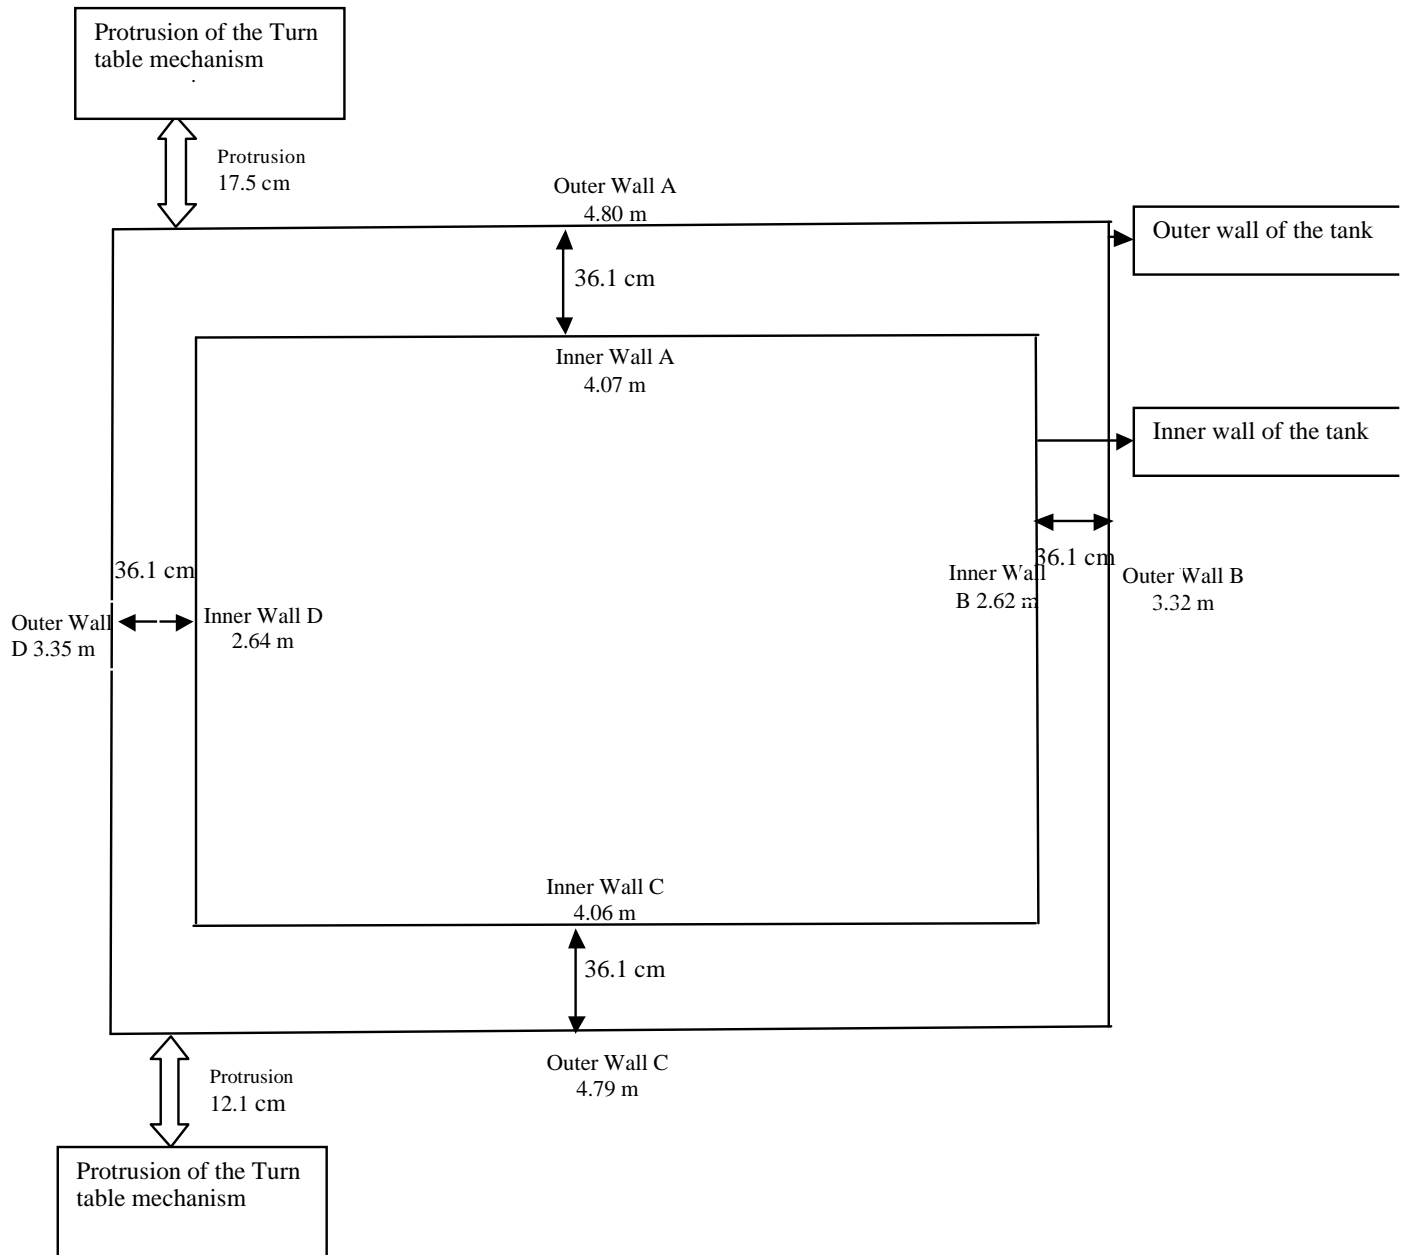 Protrusion of the Turn
table mechanism
.
Protrusion
17.5 cm
Outer Wall A
4.80 m
Outer wall of the tank
36.1 cm
Inner Wall A
4.07 m
Inner wall of the tank
36.1 cm
Outer Wall
D 3.35 m
Inner Wall D
2.64 m
36.1 cm
Inner Wall
B 2.62 m
Outer Wall B
3.32 m
Inner Wall C
4.06 m
36.1 cm
Outer Wall C
4.79 m
Protrusion
12.1 cm
Protrusion of the Turn
table mechanism